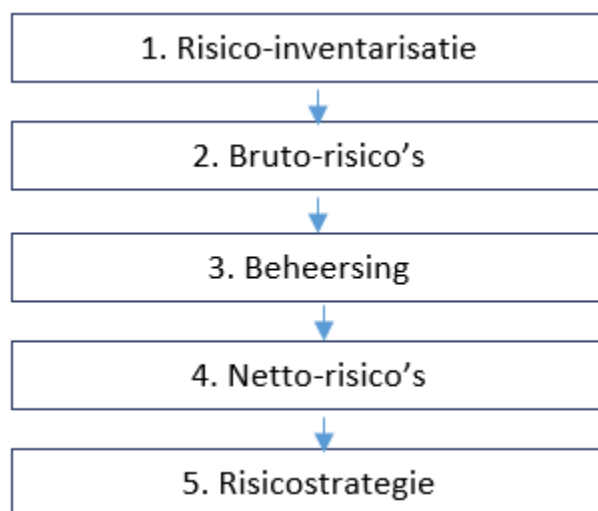 1. Risico-inventarisatie
2. Bruto-risico’s
3. Beheersing
4. Netto-risico’s
5. Risicostrategie